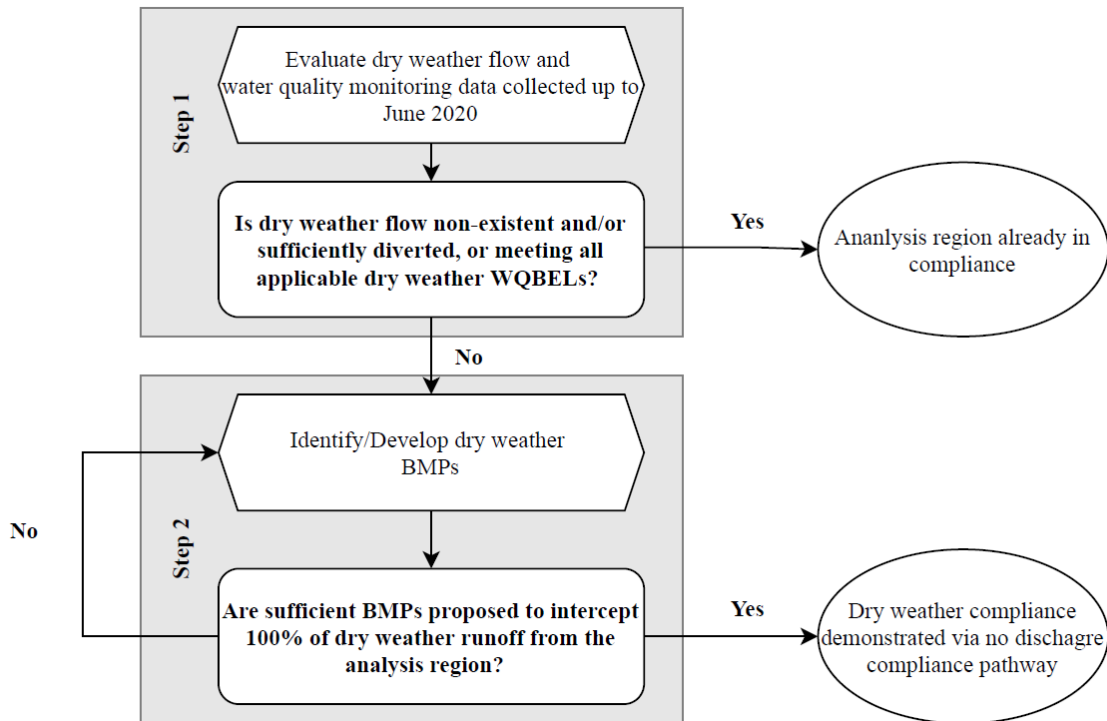 Step 1
Evaluate dry weather flow and
water quality monitoring data collected up to
June 2020
Is dry weather flow non-existent and/or
sufficiently diverted, or meeting all
applicable dry weather WQBELs?
Yes
Ananlysis region already in
compliance
No
Step 2
Identify/Develop dry weather
BMPs
No
Are sufficient BMPs proposed to intercept
100% of dry weather runoff from the
analysis region?
Yes
Dry weather compliance
demonstrated via no dischagre
compliance pathway